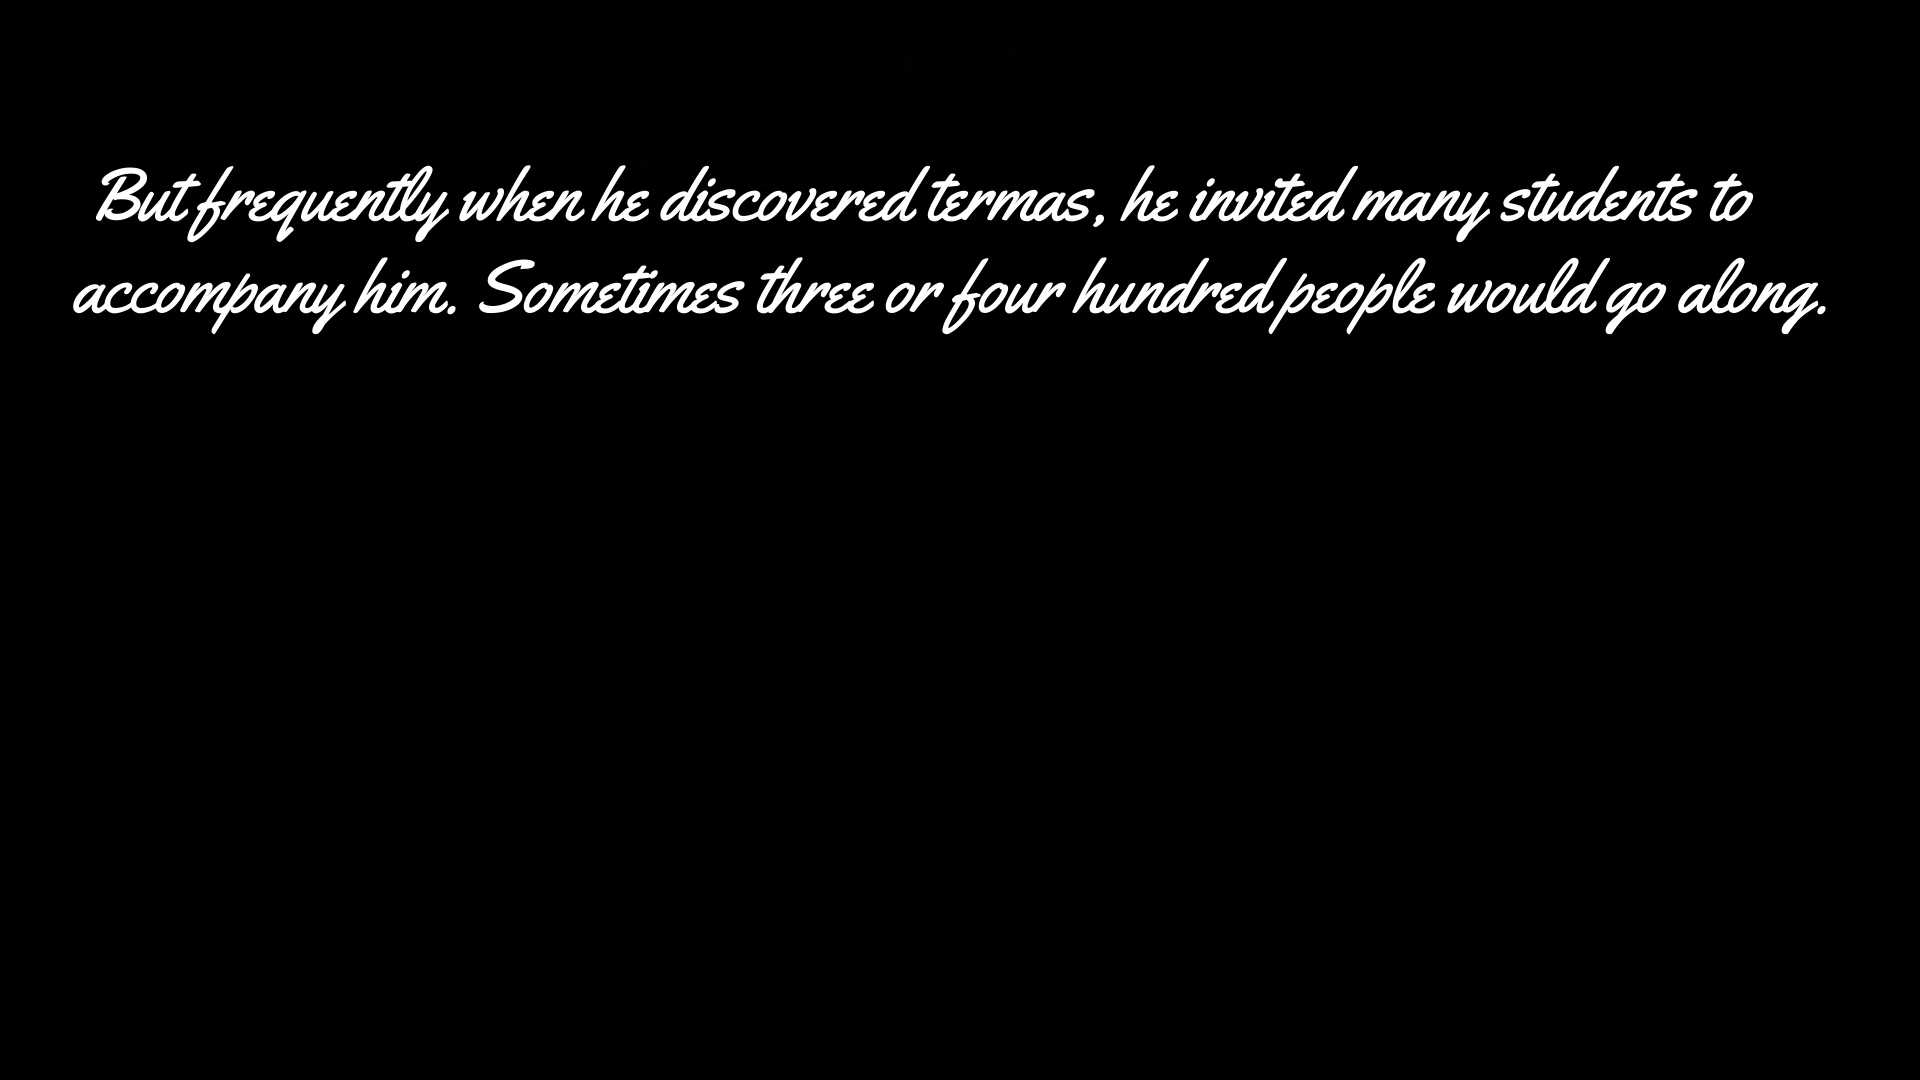 But frequently when he discovered termas, he invited many students to
accompany him. Sometimes three or four hundred people would go along.